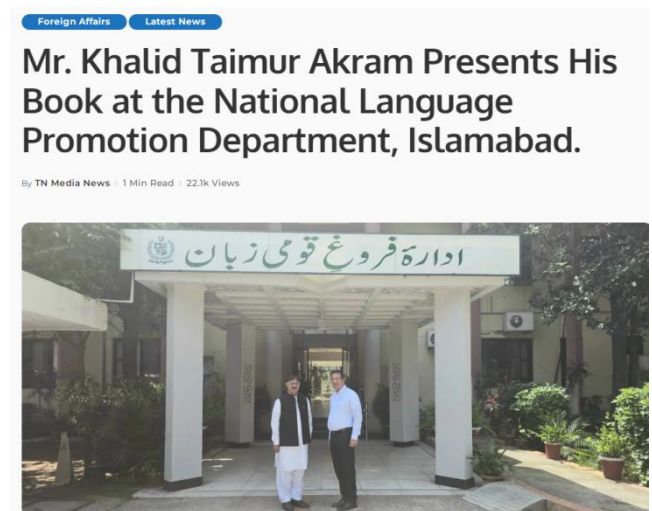 Foreign Affairs Latest News
Mr. Khalid Taimur Akram Presents His
Book at the National Language
Promotion Department, Islamabad.
By TN Media News | 1 Min Read | 22.1k Views
ادارۂ فروغِ قومی زبان